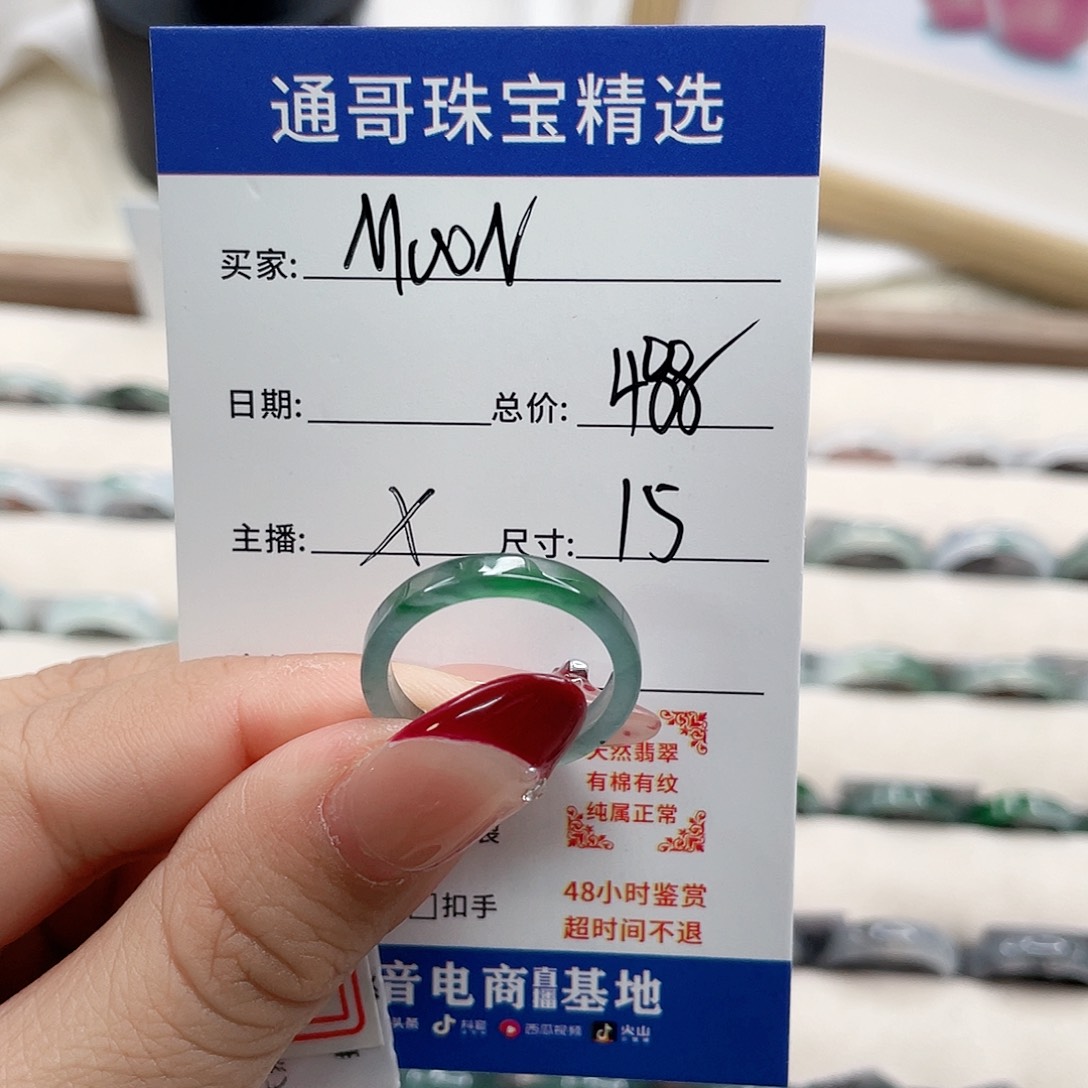 通哥珠宝精选
买家: MooN
日期: 总价: 488
主播: X 尺寸: 15
天然翡翠
有棉有纹
纯属正常
48小时鉴赏
扣手
超时间不退
音电商直播基地
头条 抖音 西瓜视频 火山